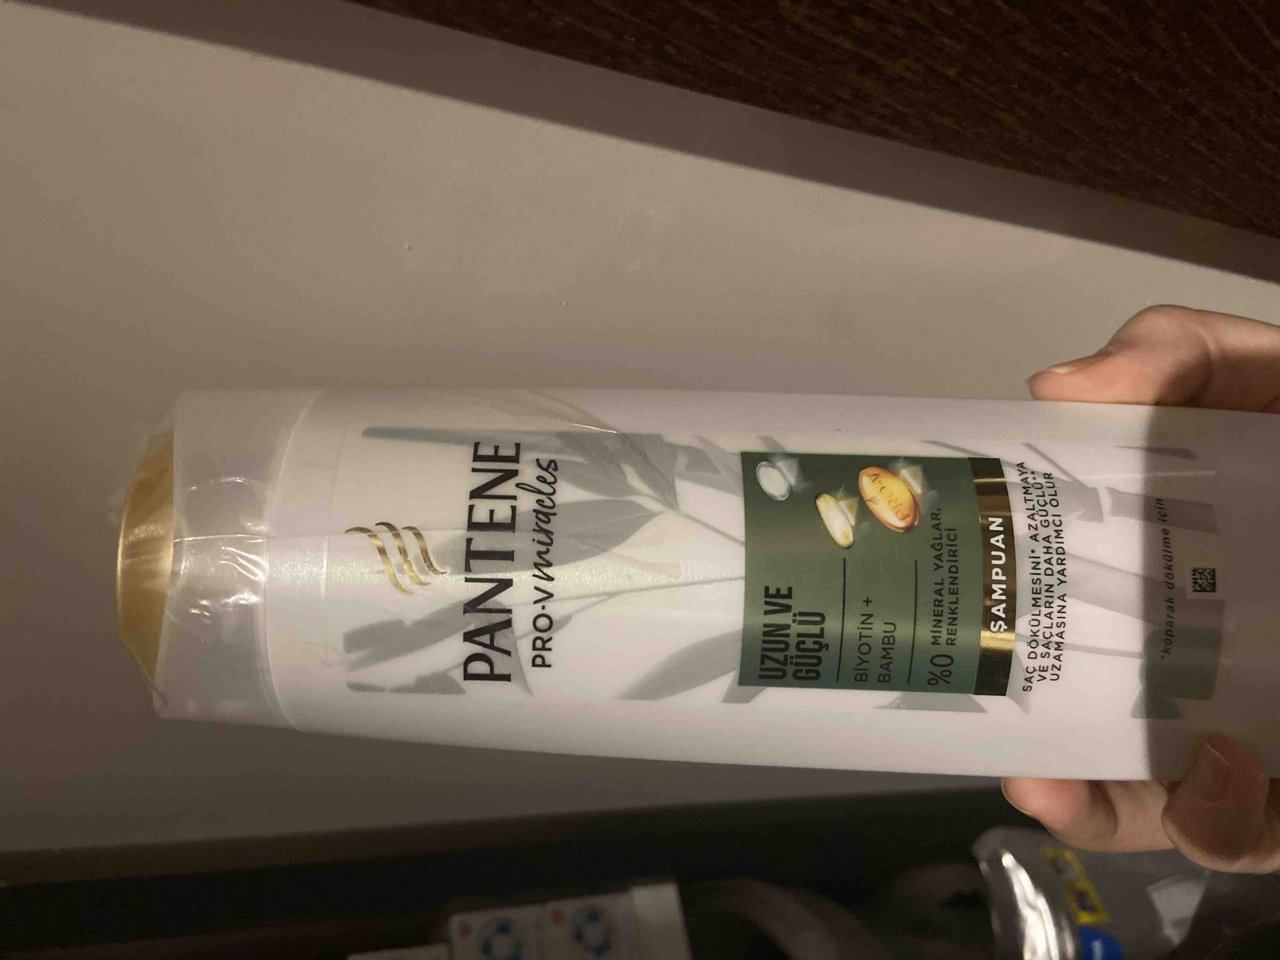 PANTENE
PRO-V miracles
UZUN VE
GÜÇLÜ
BİYOTİN +
BAMBU
%0 MİNERAL YAĞLAR,
RENKLENDİRİCİ
ŞAMPUAN
SAÇ DÖKÜLMESİNİ* AZALTMAYA
VE SAÇLARIN DAHA GÜÇLÜ**
UZAMASINA YARDIMCI OLUR
*koparak dökülme için